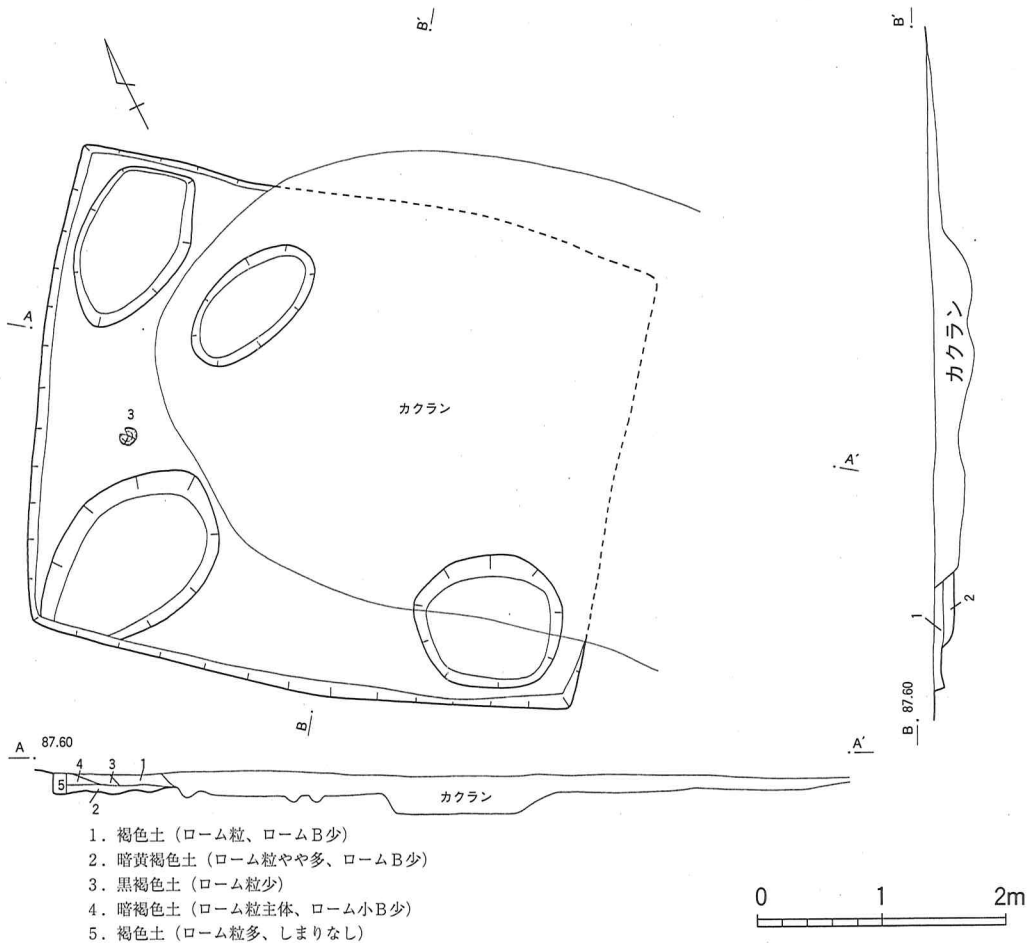 B′
B′
A
3
カクラン
カクラン
A′
1
2
B
B 87.60
A 87.60
A′
4 3 1
5
2
カクラン
1．褐色土（ローム粒、ロームB少）
2．暗黄褐色土（ローム粒やや多、ロームB少）
3．黒褐色土（ローム粒少）
4．暗褐色土（ローム粒主体、ローム小B少）
5．褐色土（ローム粒多、しまりなし）
0 1 2m